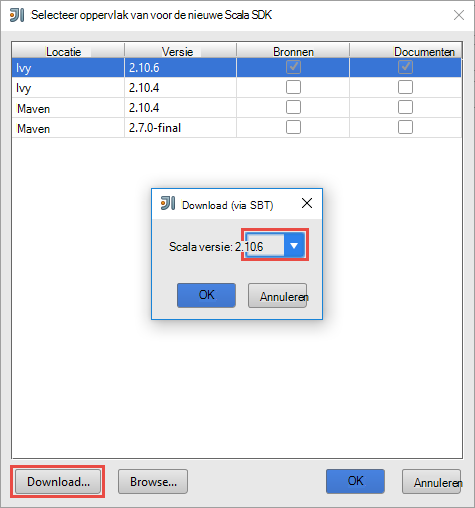 Selecteer oppervlak van voor de nieuwe Scala SDK
Locatie Versie Bronnen Documenten
Ivy 2.10.6
Ivy 2.10.4
Maven 2.10.4
Maven 2.7.0-final
Download (via SBT)
Scala versie: 2.10.6
OK Annuleren
Download... Browse... OK Annuleren